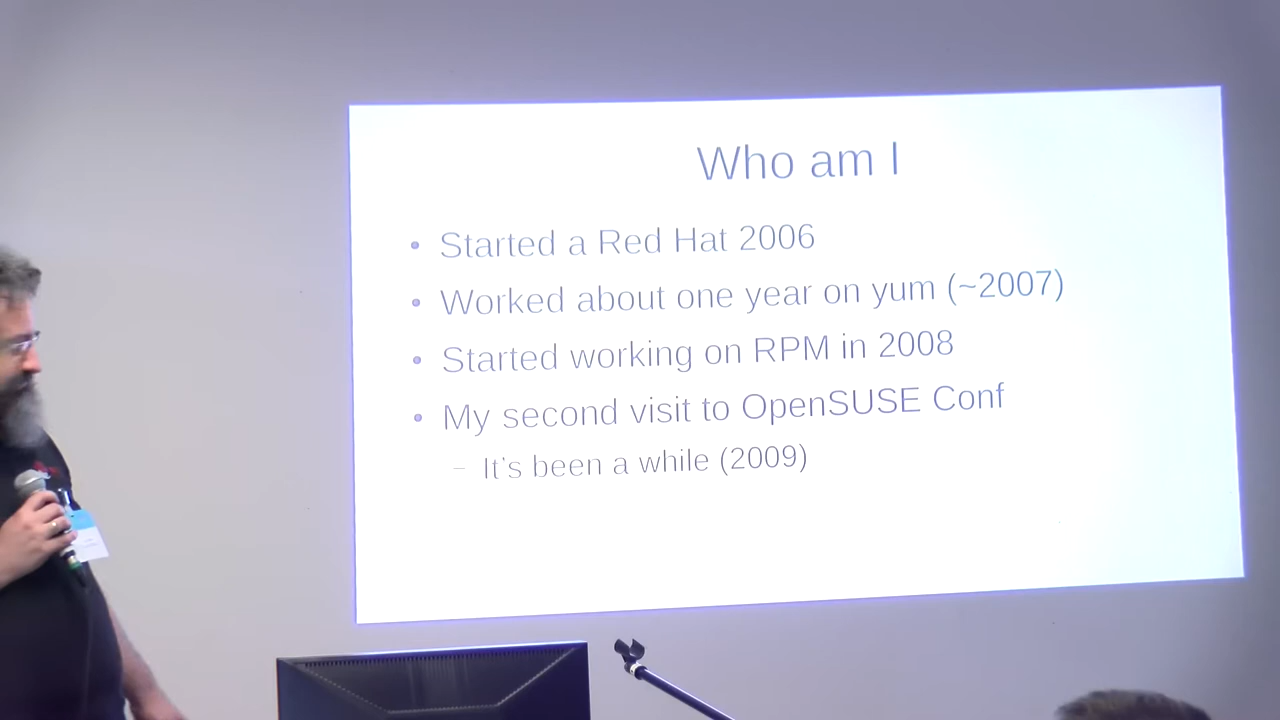 Who am I
• Started a Red Hat 2006
• Worked about one year on yum (~2007)
• Started working on RPM in 2008
• My second visit to OpenSUSE Conf
– It's been a while (2009)